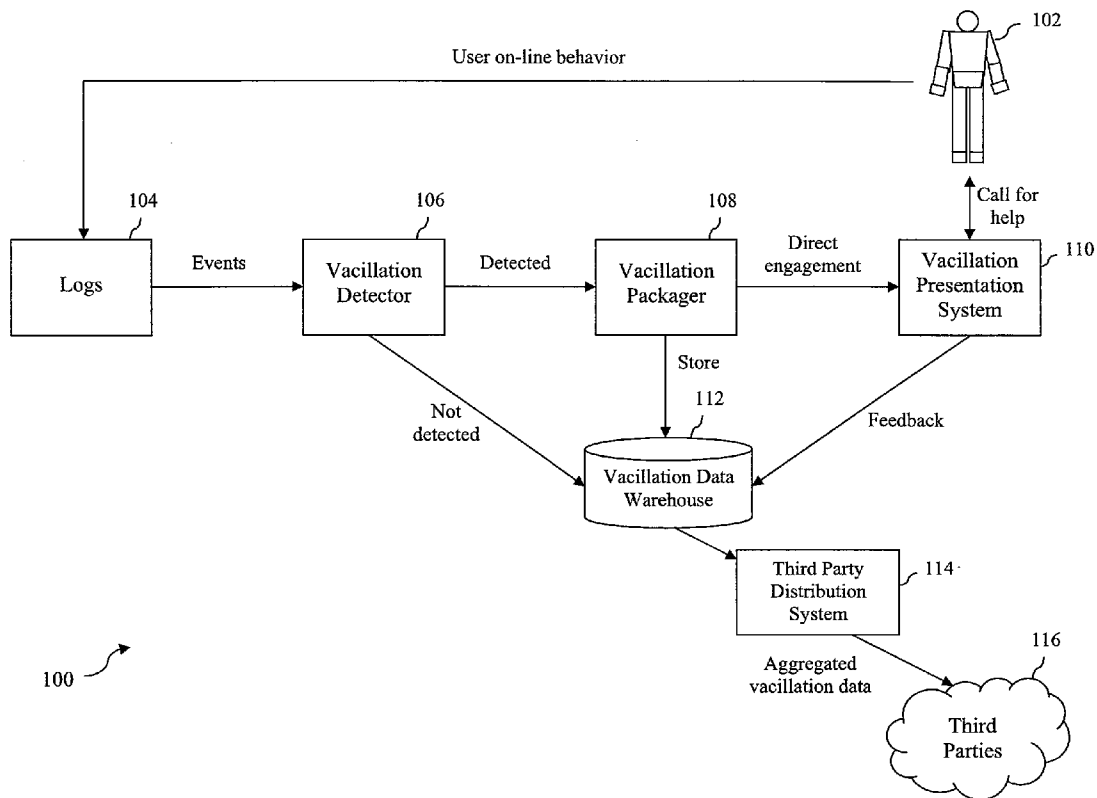 102
User on-line behavior
104
106
108
Call for
help
110
Logs
Events
Vacillation
Detector
Detected
Vacillation
Packager
Direct
engagement
Vacillation
Presentation
System
Store
Not
detected
112
Feedback
Vacillation Data
Warehouse
Third Party
Distribution
System
114
100
Aggregated
vacillation data
116
Third
Parties